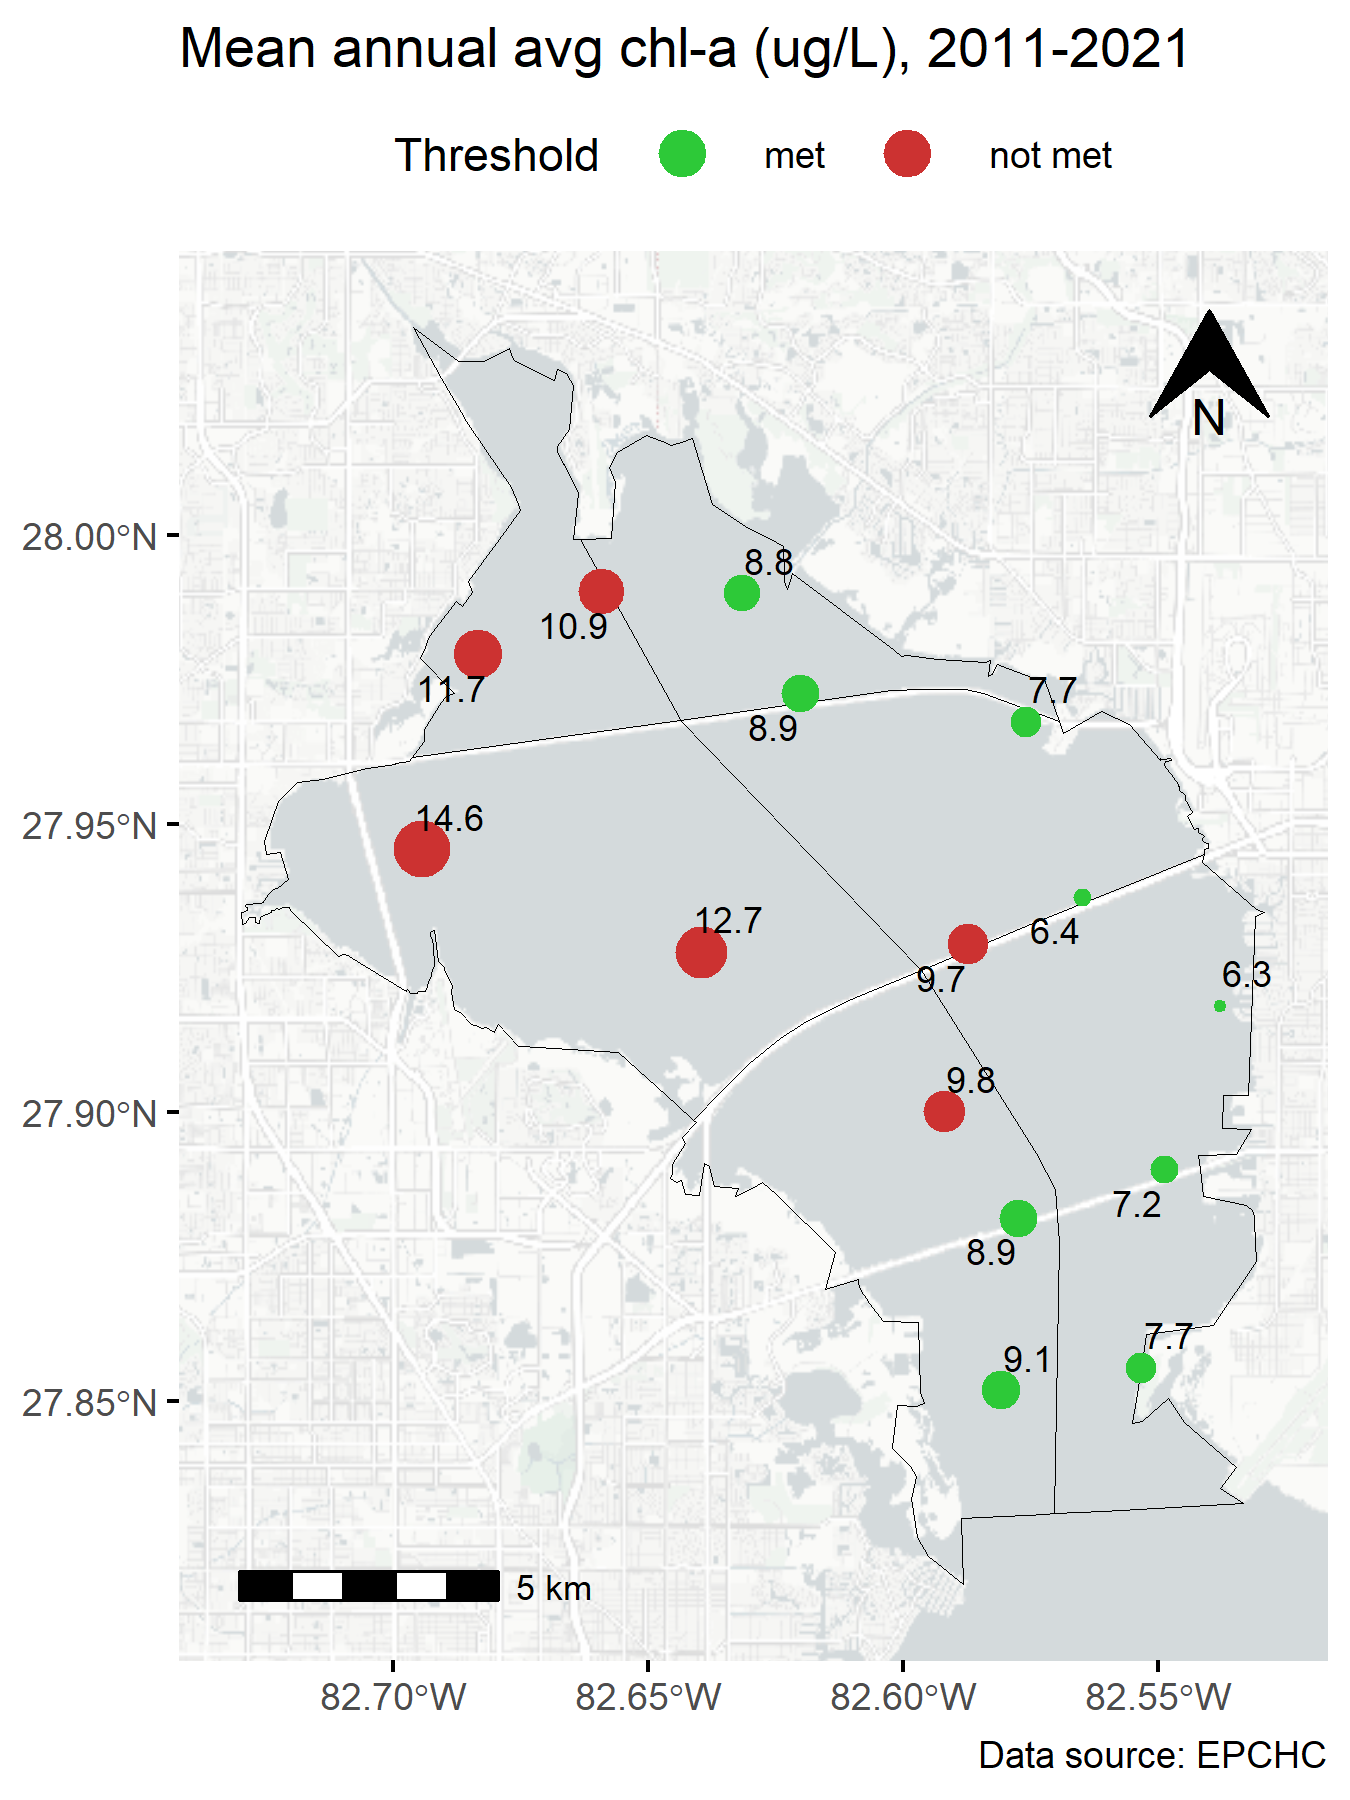 Mean annual avg chl-a (ug/L), 2011-2021
Threshold met not met
N
28.00°N
8.8
10.9
11.7
7.7
8.9
27.95°N
14.6
12.7
6.4
9.7
6.3
9.8
27.90°N
7.2
8.9
7.7
9.1
27.85°N
5 km
82.70°W 82.65°W 82.60°W 82.55°W
Data source: EPCHC